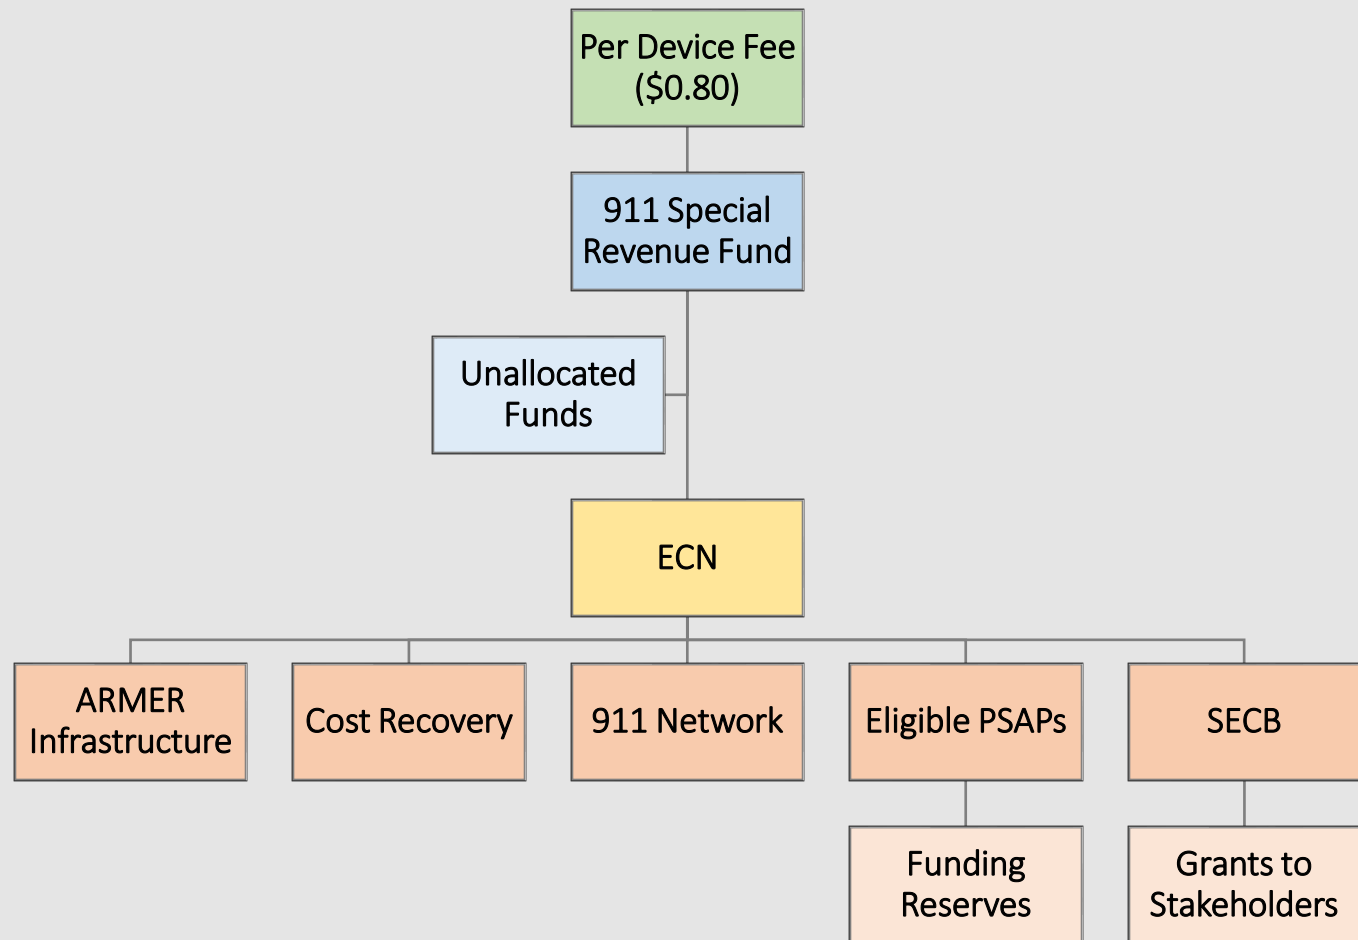 Per Device Fee
($0.80)
911 Special
Revenue Fund
Unallocated
Funds
ECN
ARMER
Infrastructure
Cost Recovery
911 Network
Eligible PSAPs
SECB
Funding
Reserves
Grants to
Stakeholders